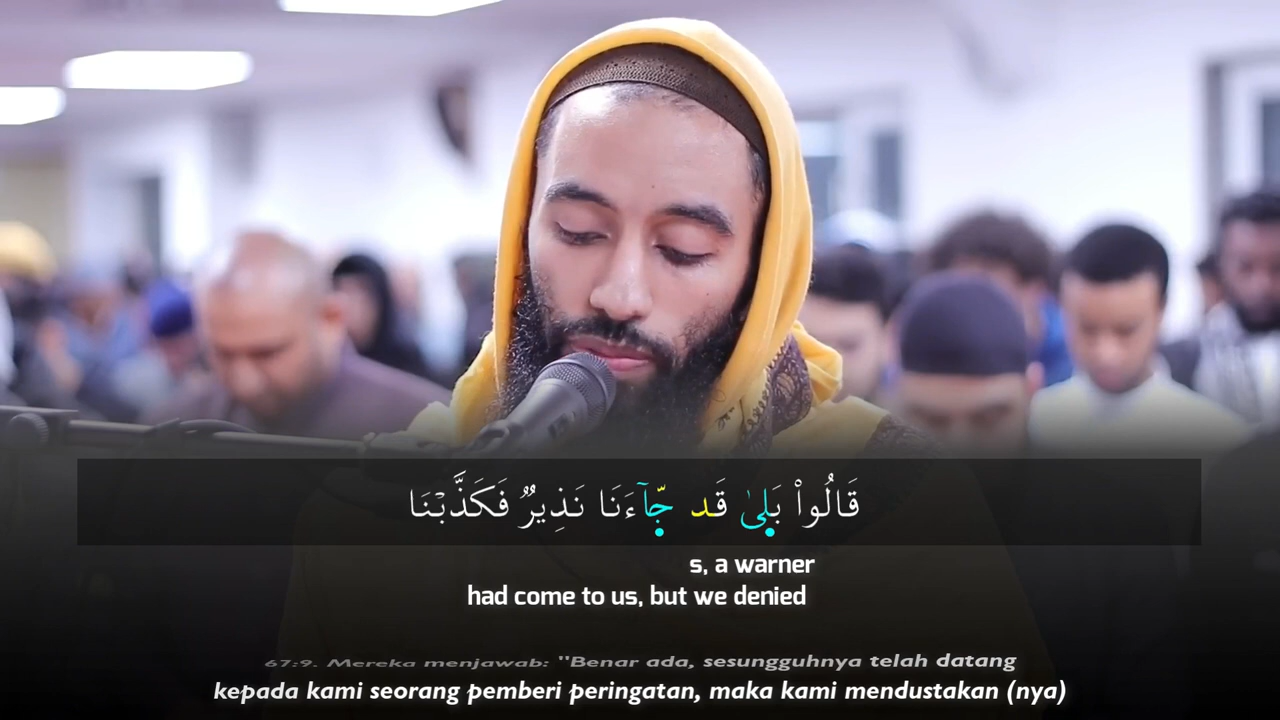 قَالُوا۟ بَلَىٰ قَد جَّآءَنَا نَذِيرٌ فَكَذَّبْنَا
s, a warner
had come to us, but we denied
67:9. Mereka menjawab: "Benar ada, sesungguhnya telah datang
kepada kami seorang pemberi peringatan, maka kami mendustakan (nya)